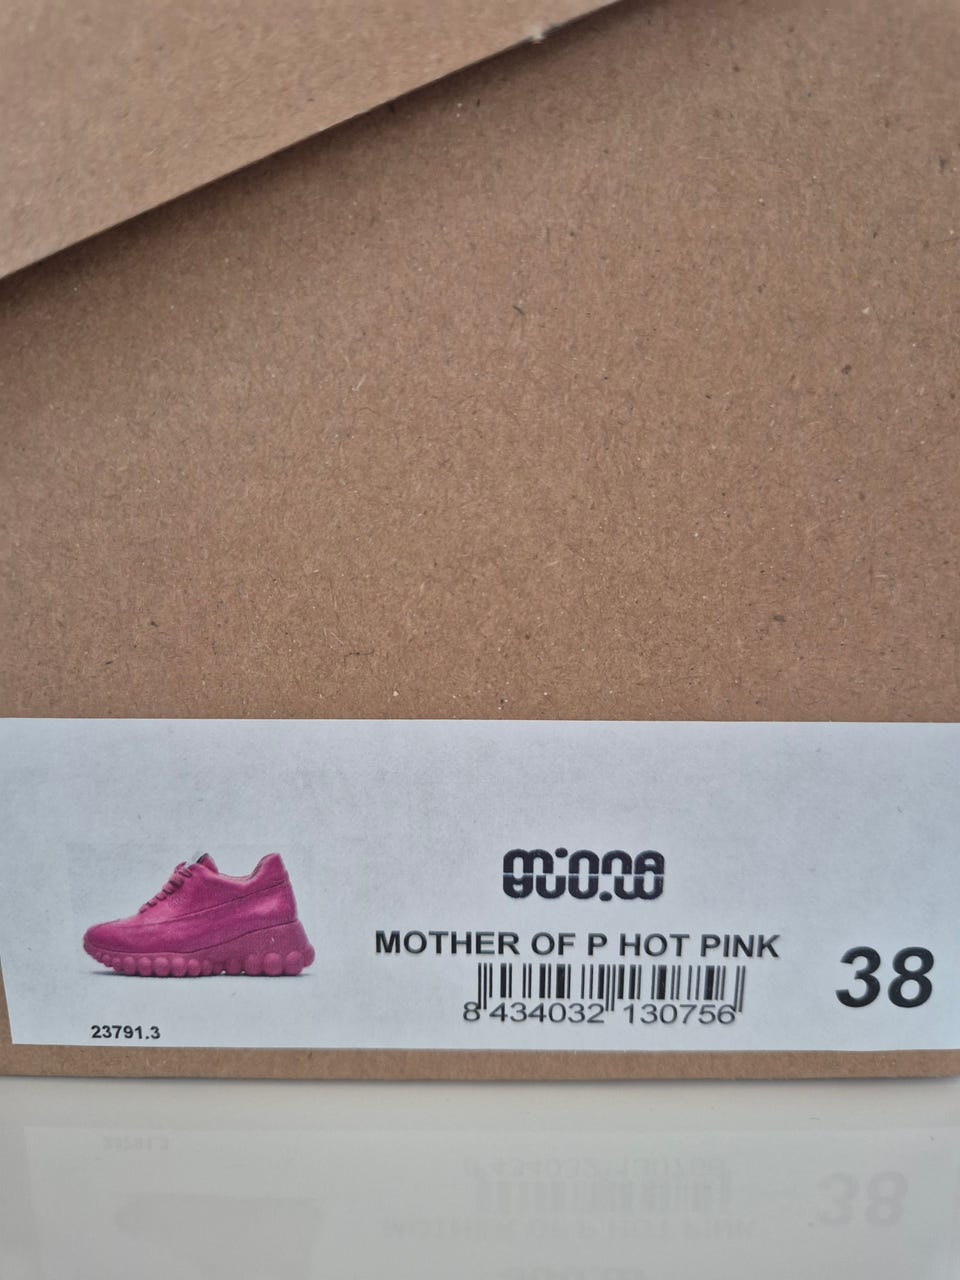 MOTHER OF P HOT PINK
38
8 434032 130756
23791.3